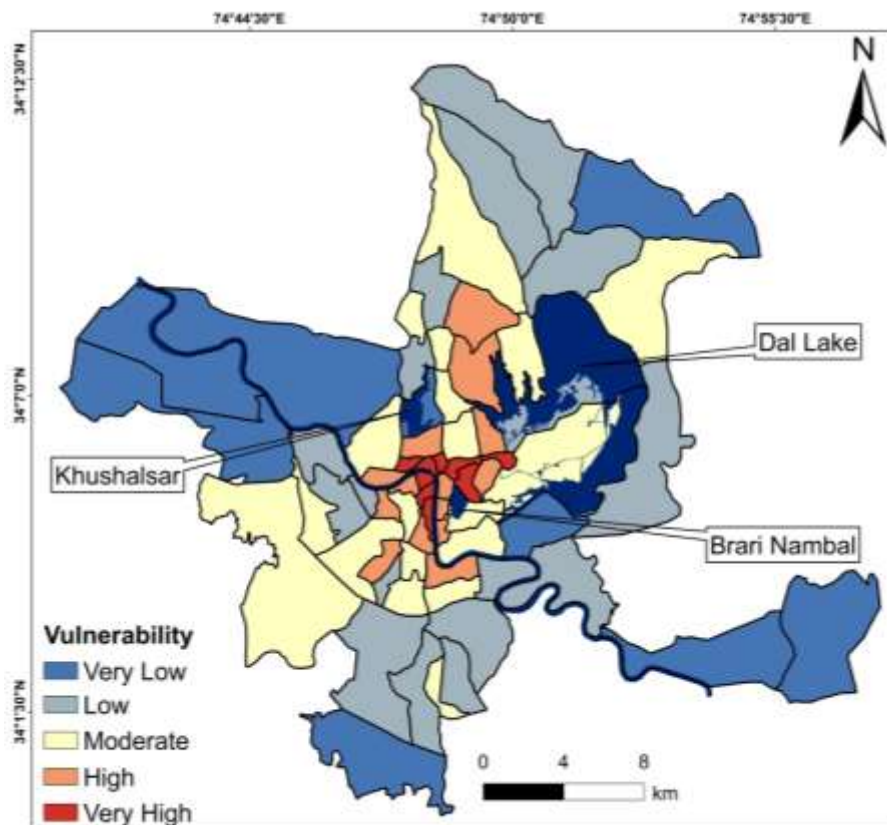 74°44'30"E 74°50'0"E 74°55'30"E
34°12'30"N
N
Dal Lake
34°7'0"N
Khushalsar
Brari Nambal
Vulnerability
Very Low
Low
Moderate
High
Very High
34°1'30"N
0 4 8
km